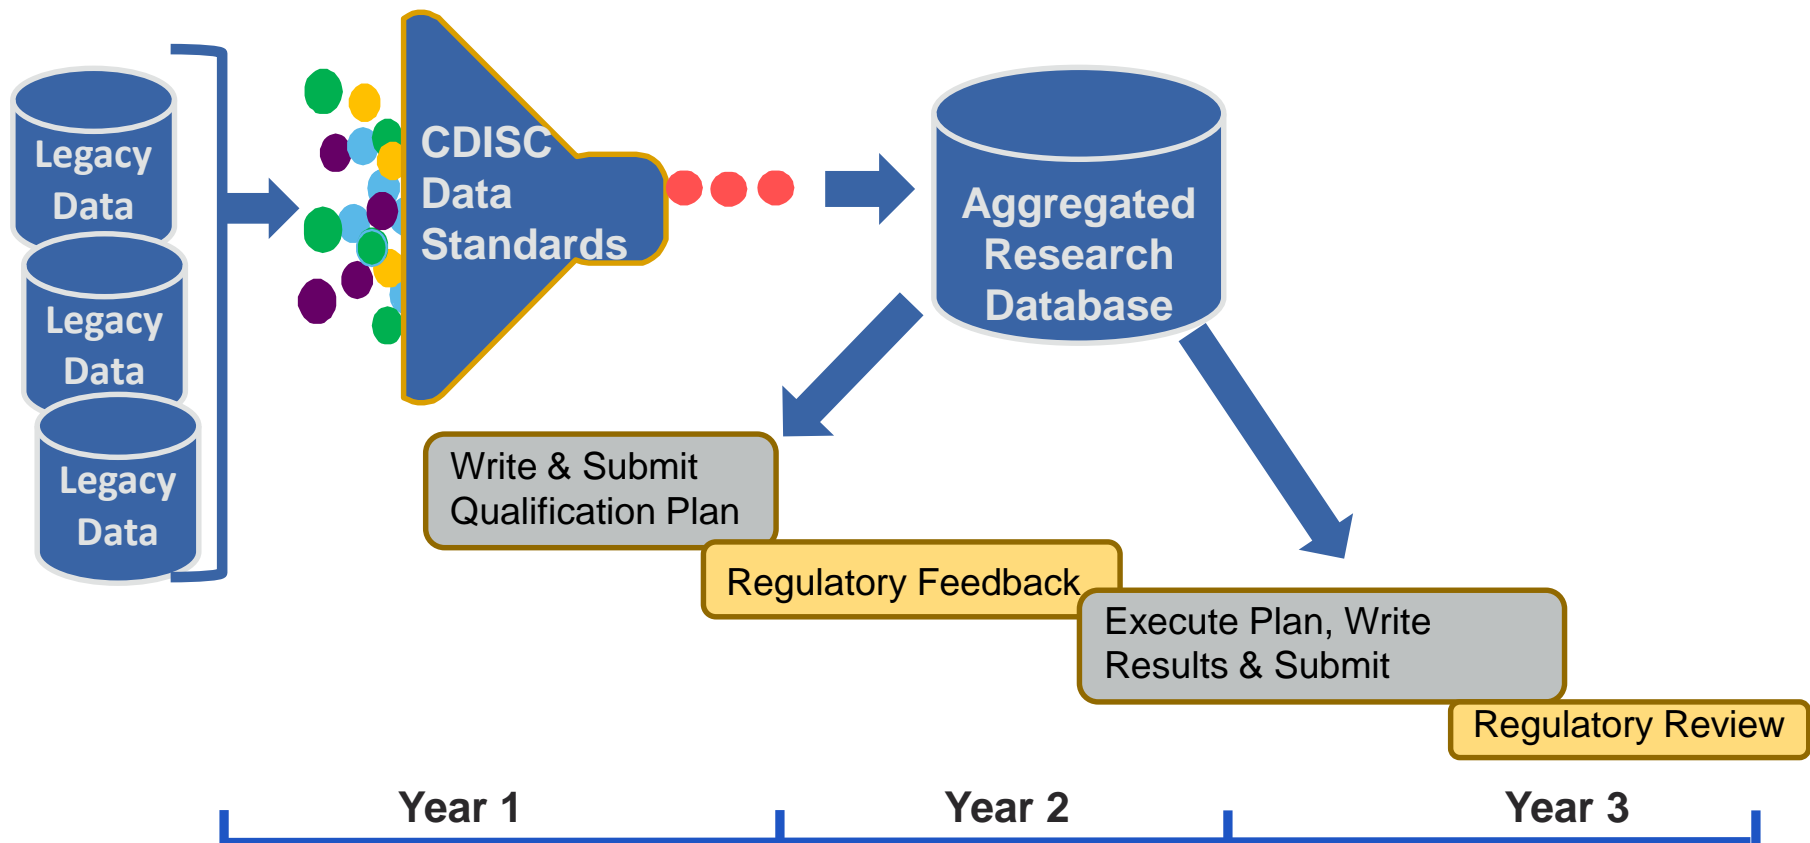 Legacy
Data
Legacy
Data
Legacy
Data
CDISC
Data
Standards
Aggregated
Research
Database
Write & Submit
Qualification Plan
Regulatory Feedback
Execute Plan, Write
Results & Submit
Regulatory Review
Year 1
Year 2
Year 3